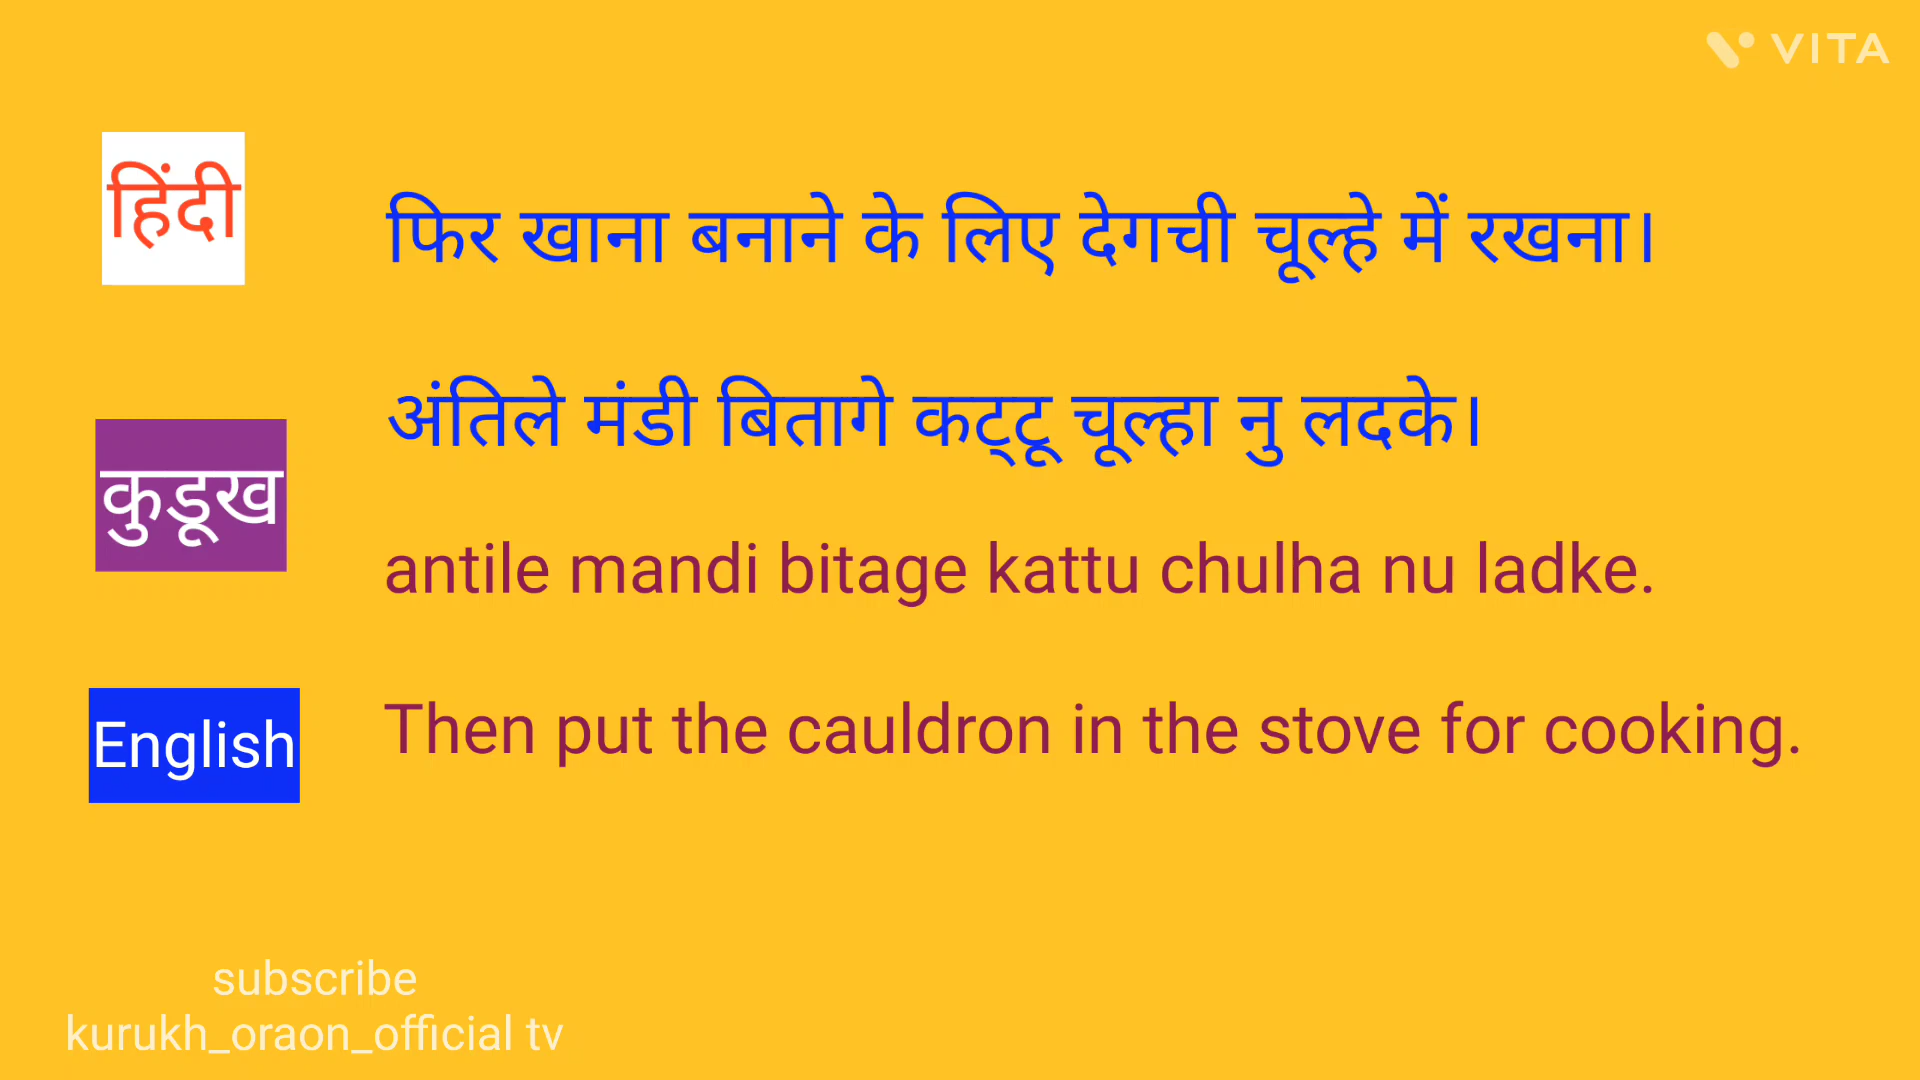 VITA
हिंदी
फिर खाना बनाने के लिए देगची चूल्हे में रखना।
अंतिले मंडी बितागे कट्टू चूल्हा नु लदके।
कुडूख
antile mandi bitage kattu chulha nu ladke.
English
Then put the cauldron in the stove for cooking.
subscribe
kurukh_oraon_official tv